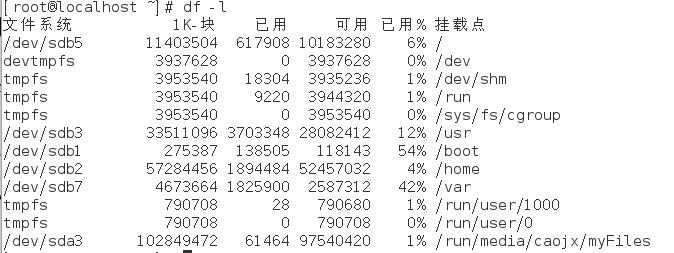 [root@localhost ~]# df -l
文件系统 1K-块 已用 可用 已用% 挂载点
/dev/sdb5 11403504 617908 10183280 6% /
devtmpfs 3937628 0 3937628 0% /dev
tmpfs 3953540 18304 3935236 1% /dev/shm
tmpfs 3953540 9220 3944320 1% /run
tmpfs 3953540 0 3953540 0% /sys/fs/cgroup
/dev/sdb3 33511096 3703348 28082412 12% /usr
/dev/sdb1 275387 138505 118143 54% /boot
/dev/sdb2 57284456 1894484 52457032 4% /home
/dev/sdb7 4673664 1825900 2587312 42% /var
tmpfs 790708 28 790680 1% /run/user/1000
tmpfs 790708 0 790708 0% /run/user/0
/dev/sda3 102849472 61464 97540420 1% /run/media/caojx/myFiles